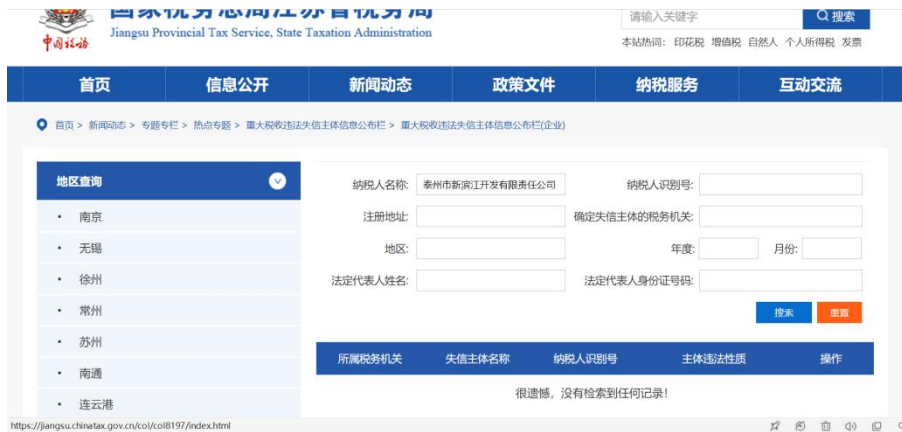 国家税务总局江苏省税务局
中国税务
Jiangsu Provincial Tax Service, State Taxation Administration
请输入关键字
搜索
本站热词: 印花税 增值税 自然人 个人所得税 发票
首页 信息公开 新闻动态 政策文件 纳税服务 互动交流
首页 > 新闻动态 > 专题专栏 > 热点专题 > 重大税收违法失信主体信息公布栏 > 重大税收违法失信主体信息公布栏(企业)
地区查询
· 南京
· 无锡
· 徐州
· 常州
· 苏州
· 南通
· 连云港
纳税人名称: 泰州市新滨江开发有限责任公司 纳税人识别号:
注册地址: 确定失信主体的税务机关:
地区: 年度: 月份:
法定代表人姓名: 法定代表人身份证号码:
搜索 重置
所属税务机关 失信主体名称 纳税人识别号 主体违法性质 操作
很遗憾，没有检索到任何记录！
https://jiangsu.chinatax.gov.cn/col/col8197/index.html